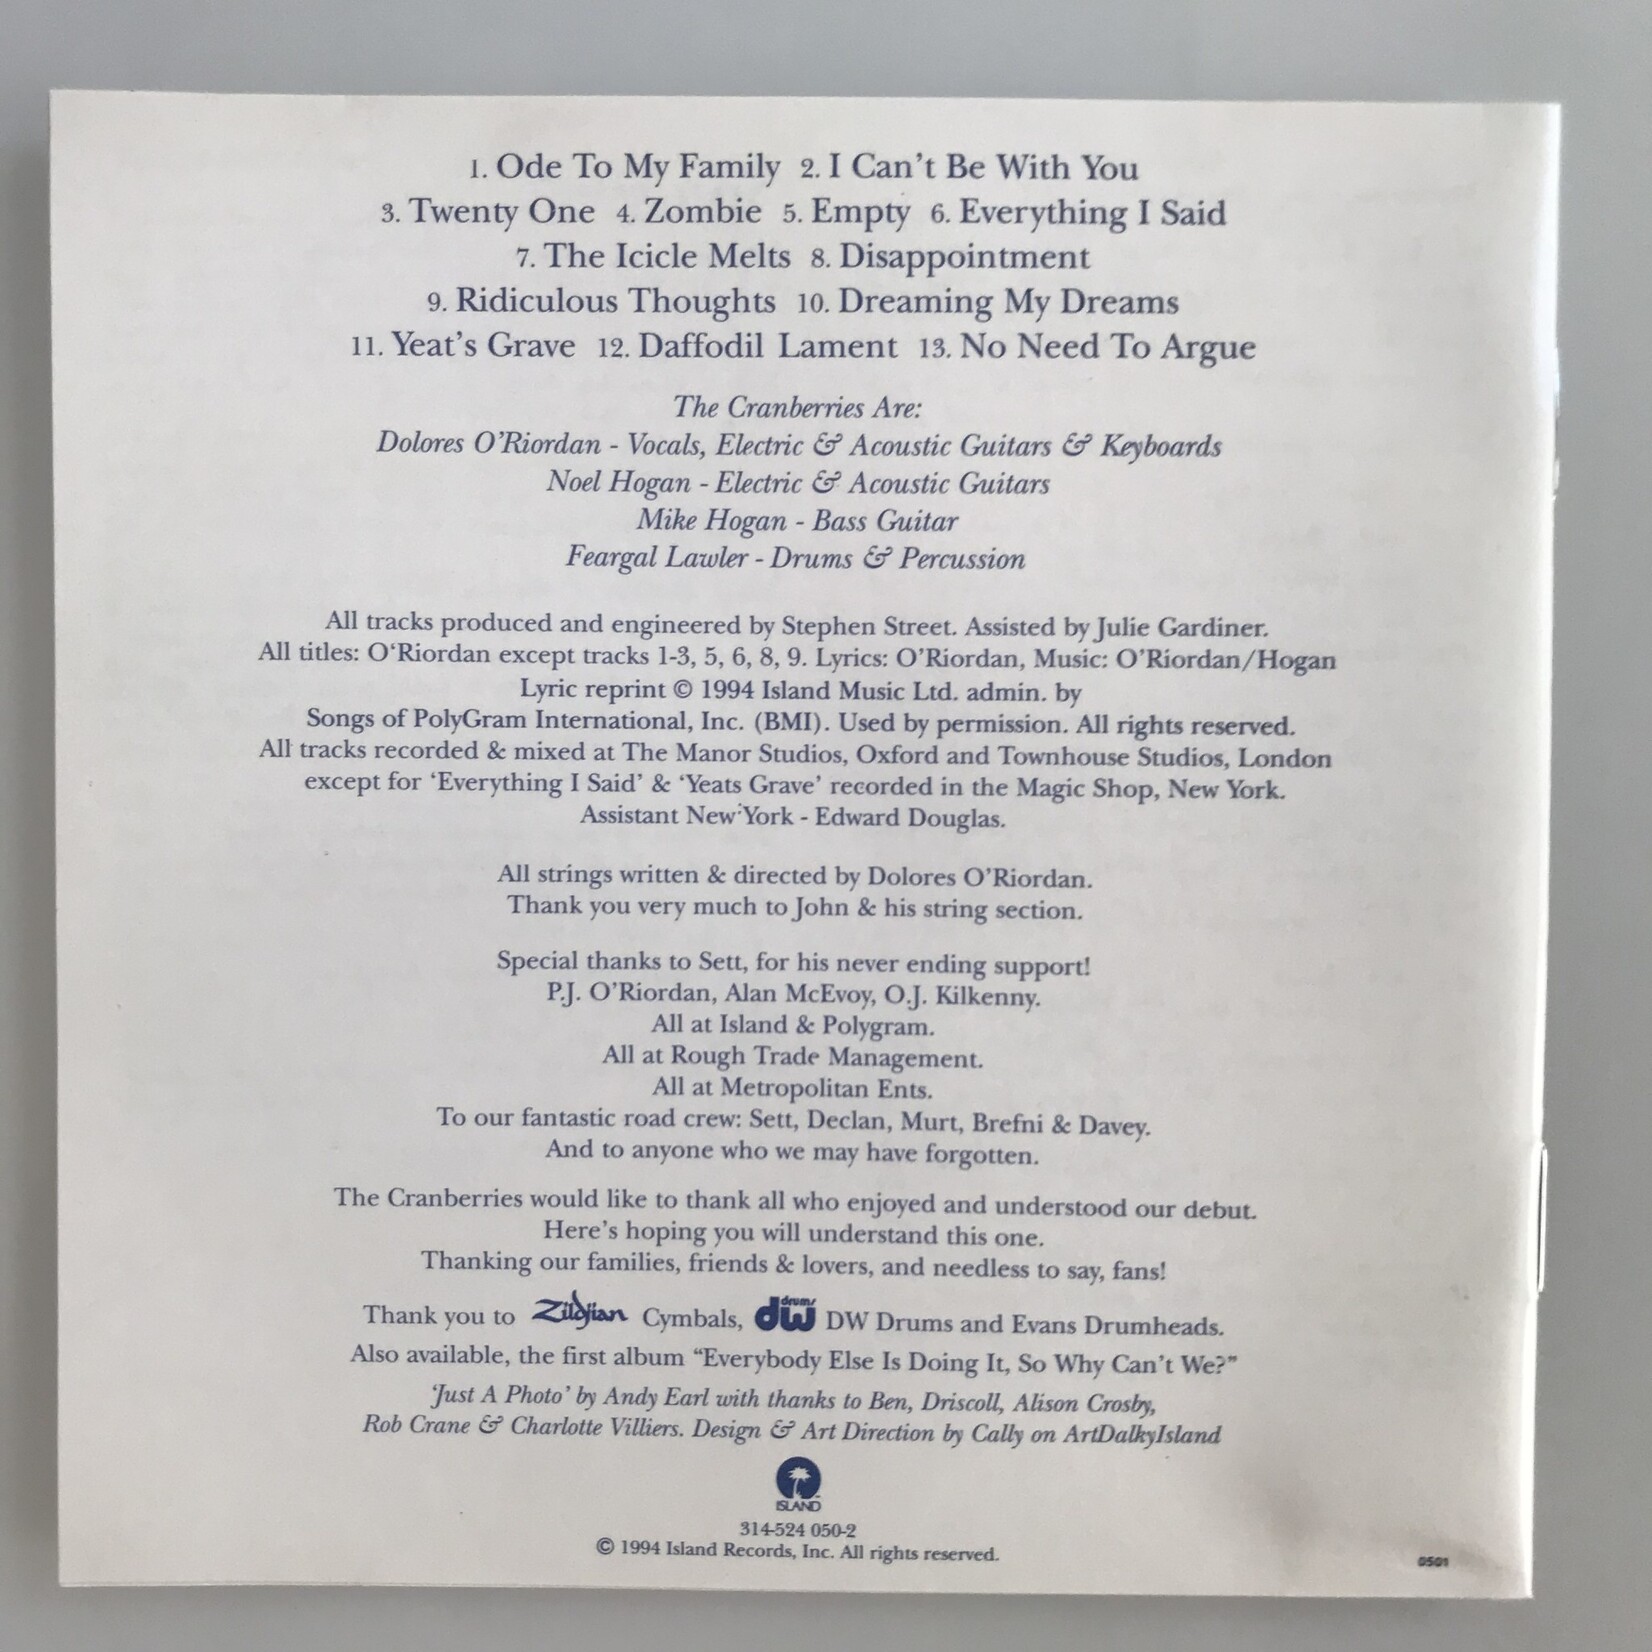 1. Ode To My Family 2. I Can't Be With You
3. Twenty One 4. Zombie 5. Empty 6. Everything I Said
7. The Icicle Melts 8. Disappointment
9. Ridiculous Thoughts 10. Dreaming My Dreams
11. Yeat's Grave 12. Daffodil Lament 13. No Need To Argue
The Cranberries Are:
Dolores O'Riordan - Vocals, Electric & Acoustic Guitars & Keyboards
Noel Hogan - Electric & Acoustic Guitars
Mike Hogan - Bass Guitar
Feargal Lawler - Drums & Percussion
All tracks produced and engineered by Stephen Street. Assisted by Julie Gardiner.
All titles: O‘Riordan except tracks 1-3, 5, 6, 8, 9. Lyrics: O’Riordan, Music: O’Riordan/Hogan
Lyric reprint © 1994 Island Music Ltd. admin. by
Songs of PolyGram International, Inc. (BMI). Used by permission. All rights reserved.
All tracks recorded & mixed at The Manor Studios, Oxford and Townhouse Studios, London
except for ‘Everything I Said’ & ‘Yeats Grave’ recorded in the Magic Shop, New York.
Assistant New York - Edward Douglas.
All strings written & directed by Dolores O’Riordan.
Thank you very much to John & his string section.
Special thanks to Sett, for his never ending support!
P.J. O’Riordan, Alan McEvoy, O.J. Kilkenny.
All at Island & Polygram.
All at Rough Trade Management.
All at Metropolitan Ents.
To our fantastic road crew: Sett, Declan, Murt, Brefni & Davey.
And to anyone who we may have forgotten.
The Cranberries would like to thank all who enjoyed and understood our debut.
Here’s hoping you will understand this one.
Thanking our families, friends & lovers, and needless to say, fans!
Thank you to Zildjian Cymbals, drums dw DW Drums and Evans Drumheads.
Also available, the first album “Everybody Else Is Doing It, So Why Can’t We?”
‘Just A Photo’ by Andy Earl with thanks to Ben, Driscoll, Alison Crosby,
Rob Crane & Charlotte Villiers. Design & Art Direction by Cally on ArtDalkyIsland
ISLAND
314-524 050-2
© 1994 Island Records, Inc. All rights reserved.
0501